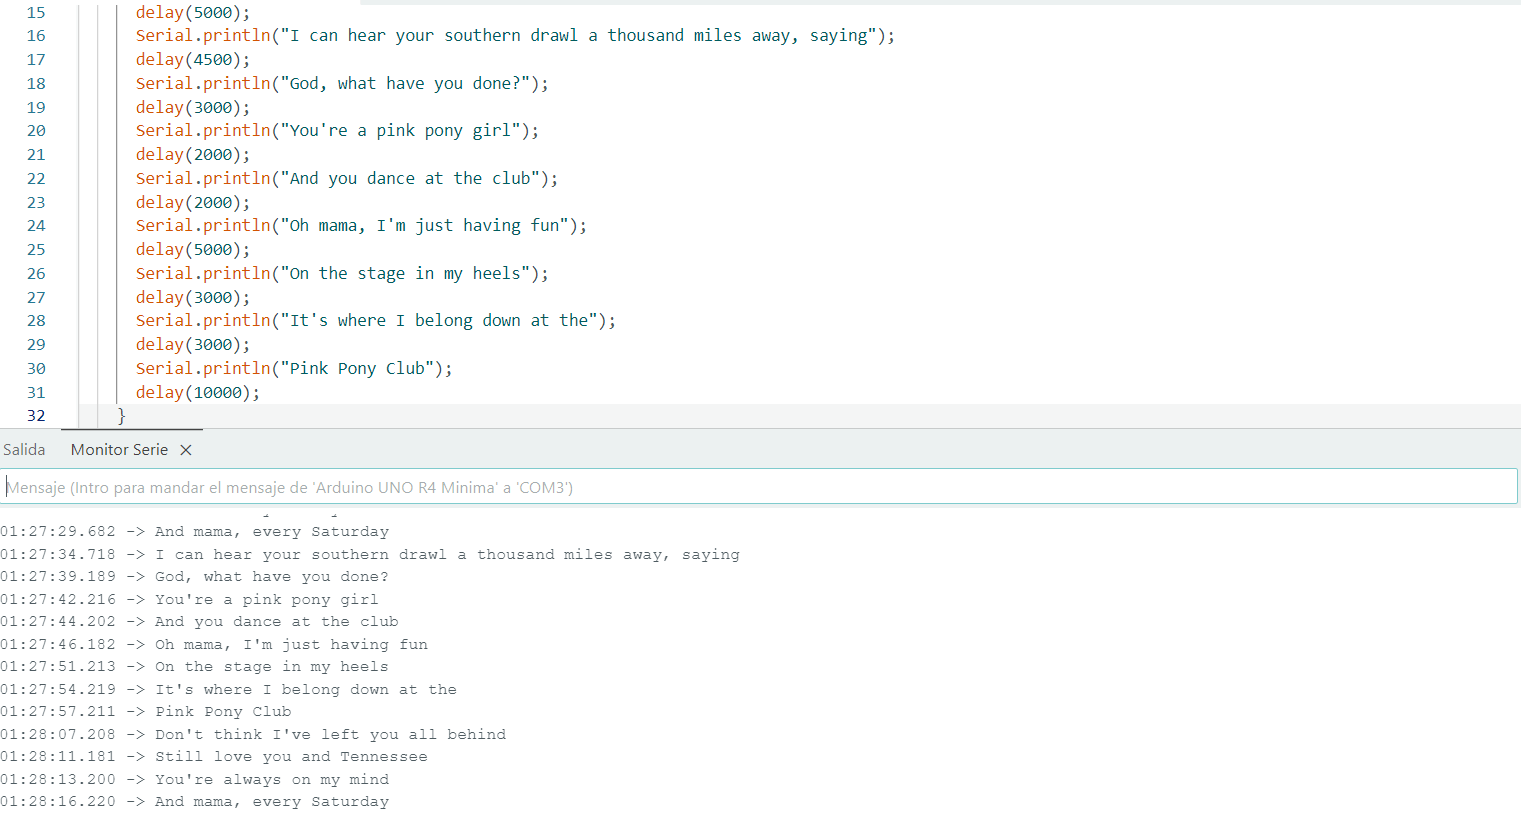 15 delay(5000);
16 Serial.println("I can hear your southern drawl a thousand miles away, saying");
17 delay(4500);
18 Serial.println("God, what have you done?");
19 delay(3000);
20 Serial.println("You're a pink pony girl");
21 delay(2000);
22 Serial.println("And you dance at the club");
23 delay(2000);
24 Serial.println("Oh mama, I'm just having fun");
25 delay(5000);
26 Serial.println("On the stage in my heels");
27 delay(3000);
28 Serial.println("It's where I belong down at the");
29 delay(3000);
30 Serial.println("Pink Pony Club");
31 delay(10000);
32 }
Salida Monitor Serie ×
Mensaje (Intro para mandar el mensaje de 'Arduino UNO R4 Minima' a 'COM3')
01:27:29.682 -> And mama, every Saturday
01:27:34.718 -> I can hear your southern drawl a thousand miles away, saying
01:27:39.189 -> God, what have you done?
01:27:42.216 -> You're a pink pony girl
01:27:44.202 -> And you dance at the club
01:27:46.182 -> Oh mama, I'm just having fun
01:27:51.213 -> On the stage in my heels
01:27:54.219 -> It's where I belong down at the
01:27:57.211 -> Pink Pony Club
01:28:07.208 -> Don't think I've left you all behind
01:28:11.181 -> Still love you and Tennessee
01:28:13.200 -> You're always on my mind
01:28:16.220 -> And mama, every Saturday